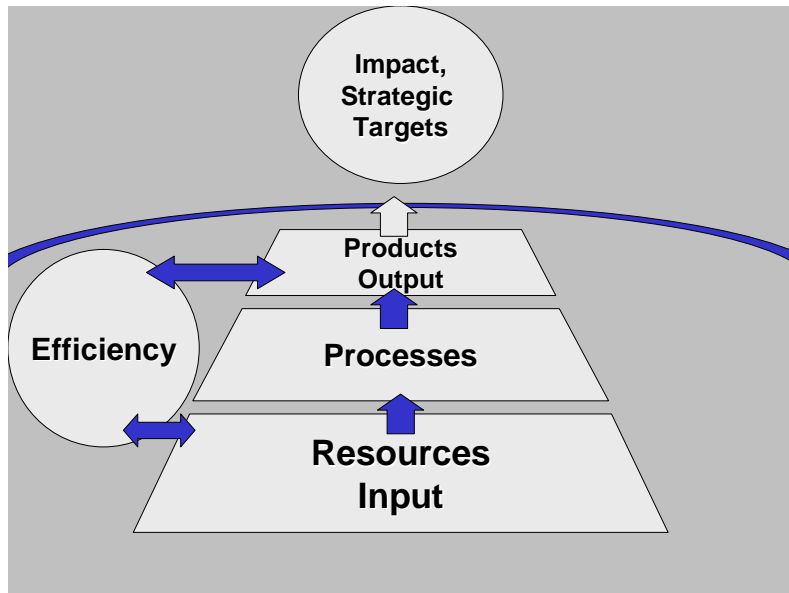 Impact,
Strategic
Targets
Products
Output
Efficiency
Processes
Resources
Input